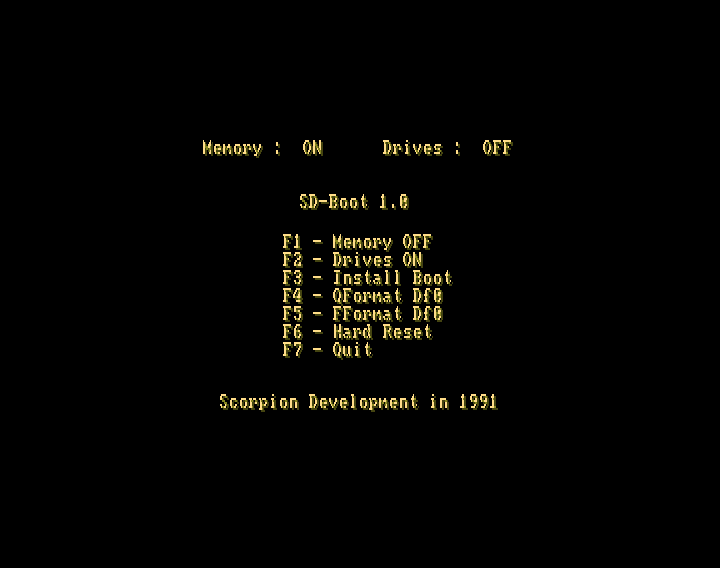 Memory : ON Drives : OFF
SD-Boot 1.0
F1 - Memory OFF
F2 - Drives ON
F3 - Install Boot
F4 - QFormat Df0
F5 - FFormat Df0
F6 - Hard Reset
F7 - Quit
Scorpion Development in 1991